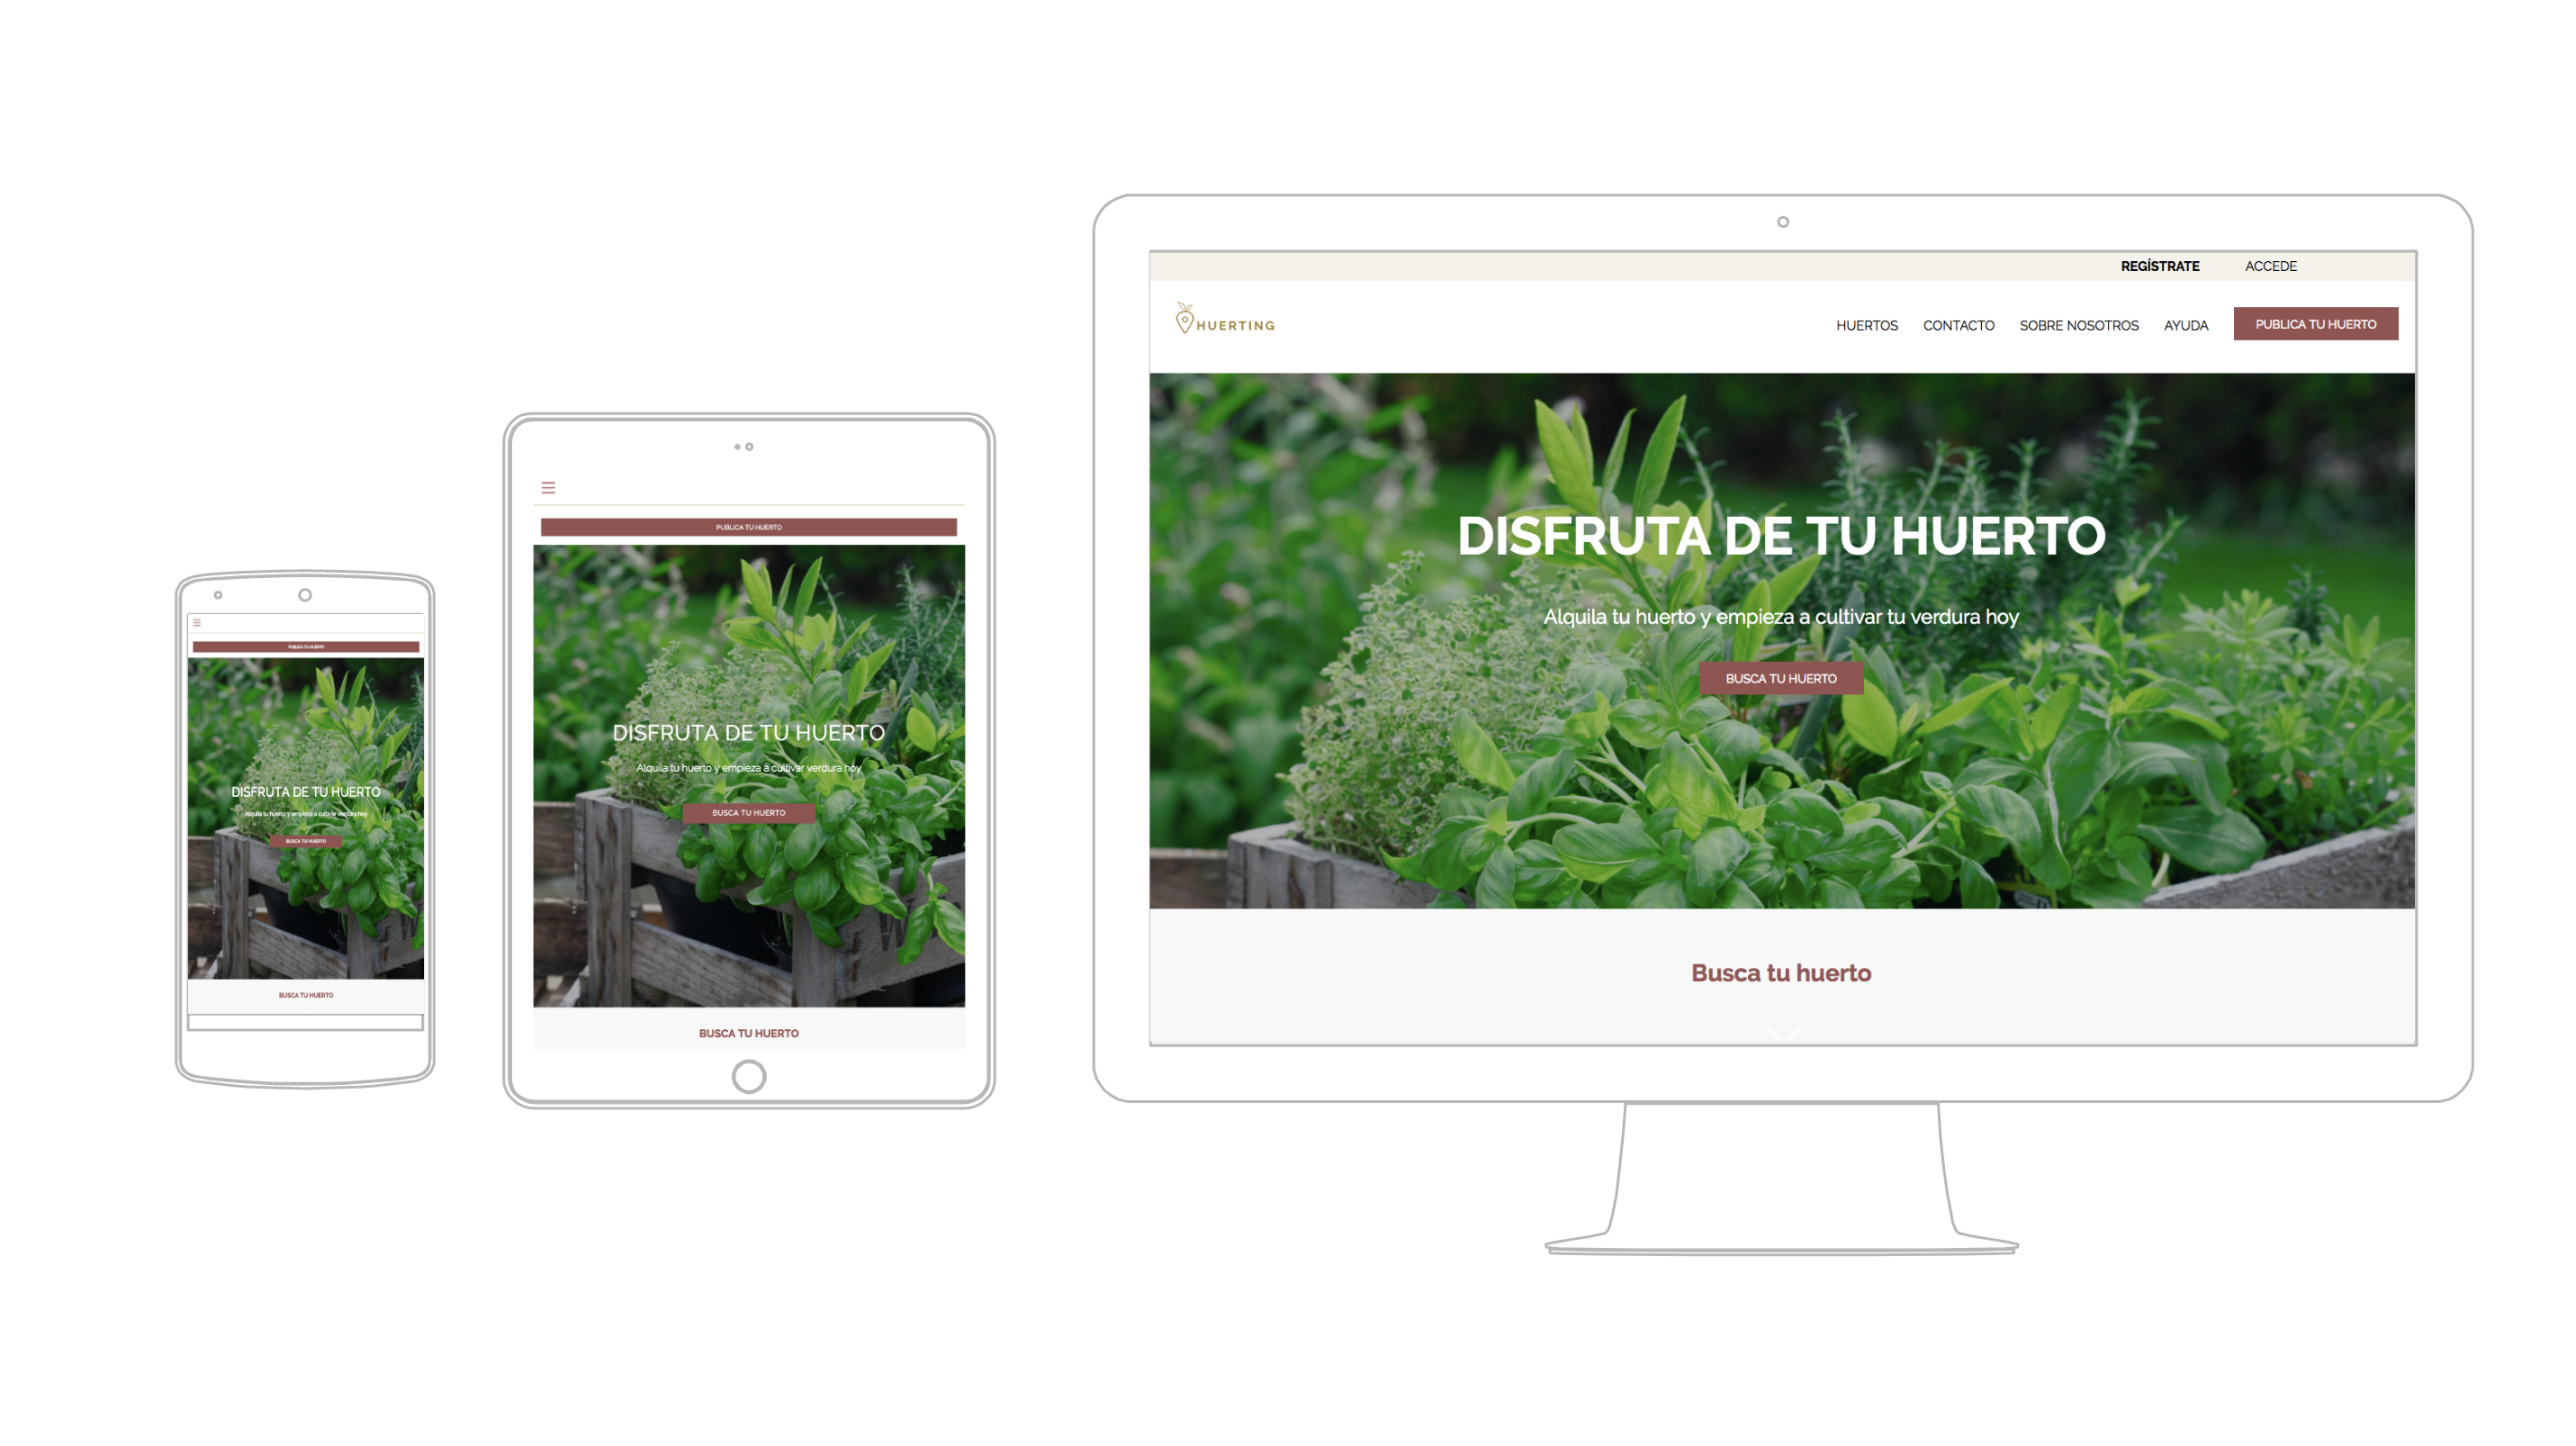 PUBLICA TU HUERTO
DISFRUTA DE TU HUERTO
Alquila tu huerto y empieza a cultivar verdura hoy
BUSCA TU HUERTO
BUSCA TU HUERTO
PUBLICA TU HUERTO
DISFRUTA DE TU HUERTO
Alquila tu huerto y empieza a cultivar verdura hoy
BUSCA TU HUERTO
BUSCA TU HUERTO
REGÍSTRATE ACCEDE
HUERTING
HUERTOS CONTACTO SOBRE NOSOTROS AYUDA PUBLICA TU HUERTO
DISFRUTA DE TU HUERTO
Alquila tu huerto y empieza a cultivar tu verdura hoy
BUSCA TU HUERTO
Busca tu huerto